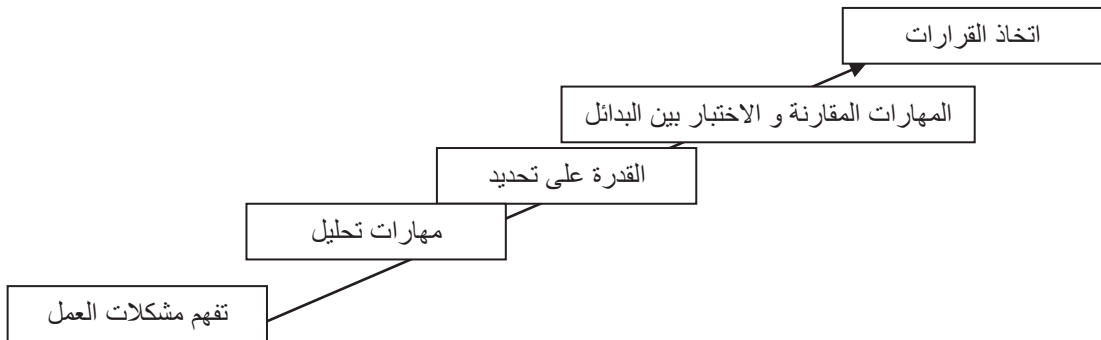 اتخاذ القرارات
المهارات المقارنة و الاختبار بين البدائل
القدرة على تحديد
مهارات تحليل
تفهم مشكلات العمل